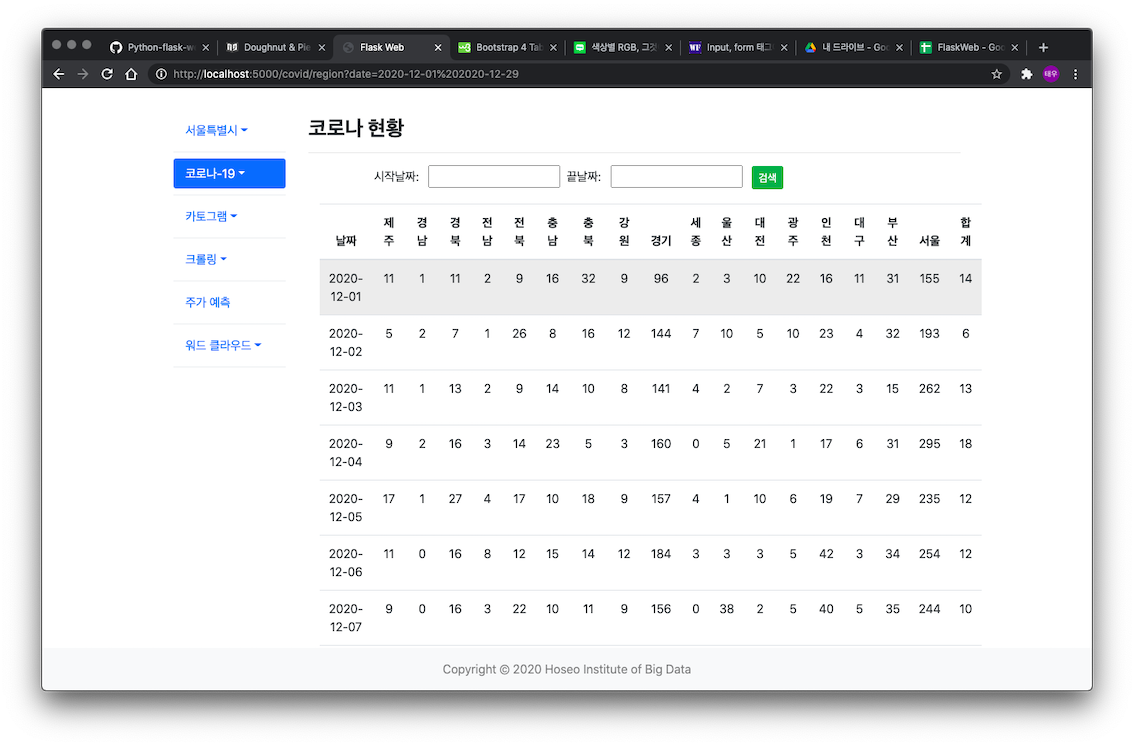 Python-flask-w
Doughnut & Pie
Flask Web
Bootstrap 4 Tab
색상별 RGB, 그것
Input, form 태그
내 드라이브 - Goo
FlaskWeb - Goo
http://localhost:5000/covid/region?date=2020-12-01%202020-12-29
태우
서울특별시
코로나-19
카토그램
크롤링
주가 예측
워드 클라우드
코로나 현황
시작날짜: 끝날짜: 검색
날짜 제주 경남 경북 전남 전북 충남 충북 강원 경기 세종 울산 대전 광주 인천 대구 부산 서울 합계
2020-12-01 11 1 11 2 9 16 32 9 96 2 3 10 22 16 11 31 155 14
2020-12-02 5 2 7 1 26 8 16 12 144 7 10 5 10 23 4 32 193 6
2020-12-03 11 1 13 2 9 14 10 8 141 4 2 7 3 22 3 15 262 13
2020-12-04 9 2 16 3 14 23 5 3 160 0 5 21 1 17 6 31 295 18
2020-12-05 17 1 27 4 17 10 18 9 157 4 1 10 6 19 7 29 235 12
2020-12-06 11 0 16 8 12 15 14 12 184 3 3 3 5 42 3 34 254 12
2020-12-07 9 0 16 3 22 10 11 9 156 0 38 2 5 40 5 35 244 10
Copyright © 2020 Hoseo Institute of Big Data